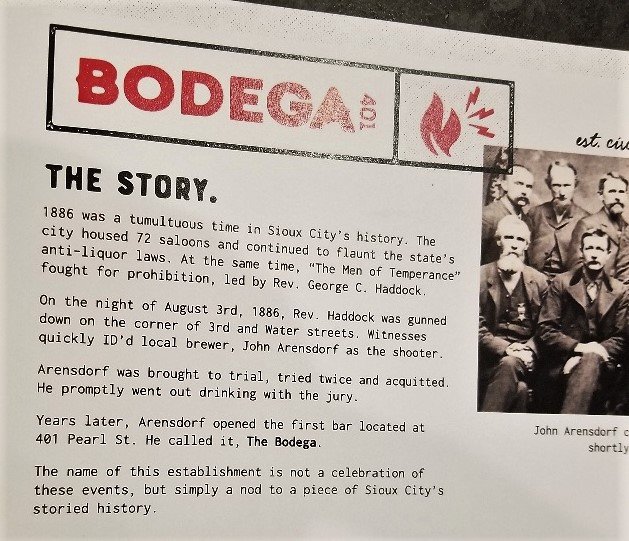 BODEGA 401
est.
THE STORY.
1886 was a tumultuous time in Sioux City's history. The
city housed 72 saloons and continued to flaunt the state's
anti-liquor laws. At the same time, "The Men of Temperance"
fought for prohibition, led by Rev. George C. Haddock.
On the night of August 3rd, 1886, Rev. Haddock was gunned
down on the corner of 3rd and Water streets. Witnesses
quickly ID'd local brewer, John Arensdorf as the shooter.
Arensdorf was brought to trial, tried twice and acquitted.
He promptly went out drinking with the jury.
Years later, Arensdorf opened the first bar located at
401 Pearl St. He called it, The Bodega.
The name of this establishment is not a celebration of
these events, but simply a nod to a piece of Sioux City's
storied history.
John Arensdorf
shortly